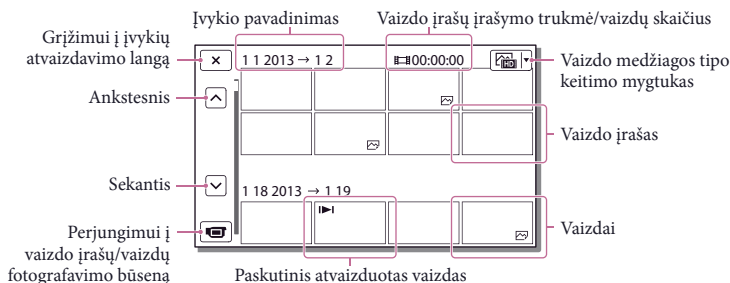 Įvykio pavadinimas
Vaizdo įrašų įrašymo trukmė/vaizdų skaičius
Grįžimui į įvykių
atvaizdavimo langą
1 1 2013 → 1 2
00:00:00
HD
Vaizdo medžiagos tipo
keitimo mygtukas
Ankstesnis
Vaizdo įrašas
Sekantis
1 18 2013 → 1 19
Vaizdai
Perjungimui į
vaizdo įrašų/vaizdų
fotografavimo būseną
Paskutinis atvaizduotas vaizdas